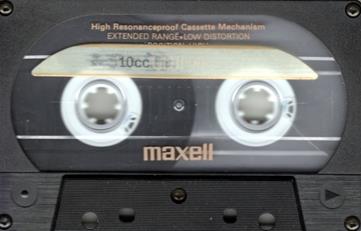 High Resonanceproof Cassette Mechanism
EXTENDED RANGE•LOW DISTORTION
10cc.
maxell